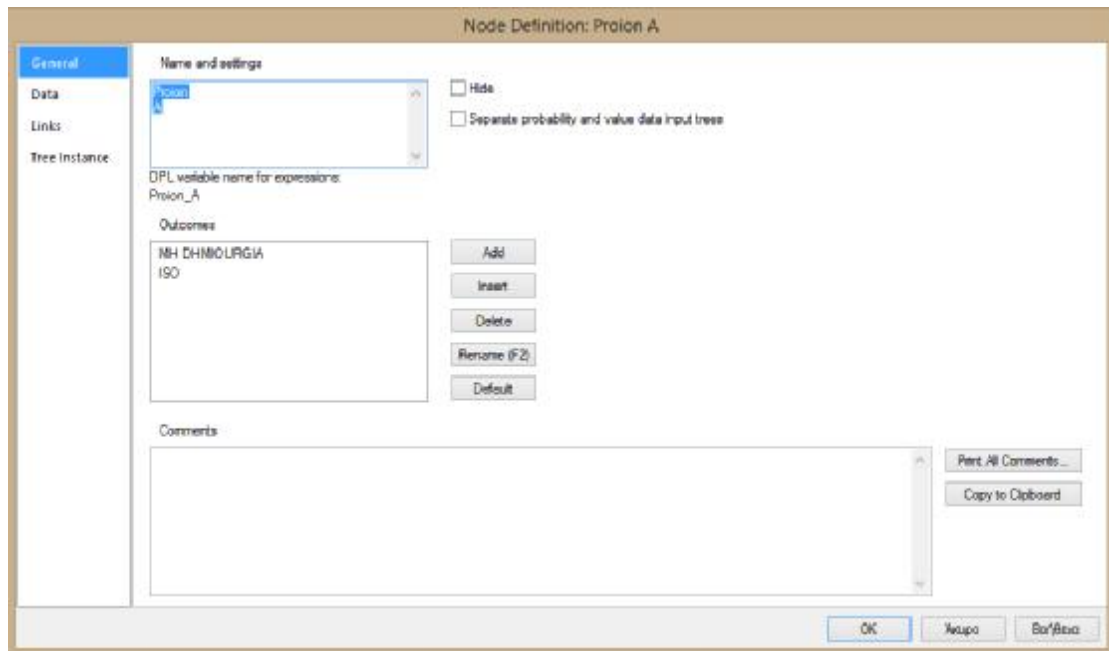 Node Definition: Proion A
General
Data
Links
Tree Instance
Name and settings
Proion
A
Hide
Separate probability and value data input trees
DPL variable name for expressions:
Proion_A
Outcomes
MH DHMIOURGIA
ISO
Add
Insert
Delete
Rename (F2)
Default
Comments
Print All Comments...
Copy to Clipboard
OK
Άκυρο
Βοήθεια